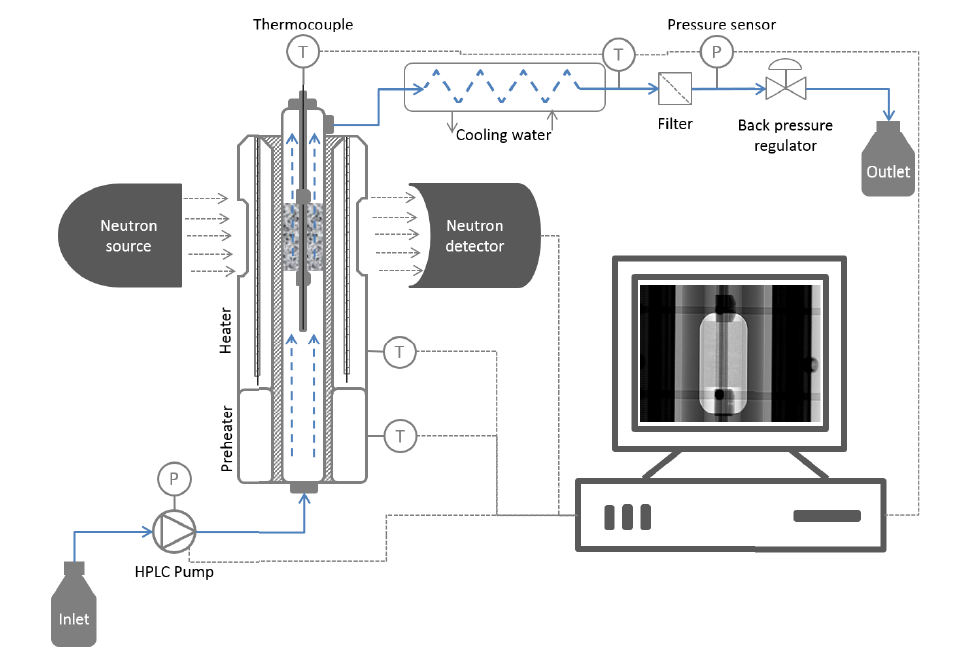 Thermocouple
Pressure sensor
T
T
P
Cooling water
Filter
Back pressure
regulator
Outlet
Neutron
source
Neutron
detector
Heater
T
Preheater
T
P
HPLC Pump
Inlet